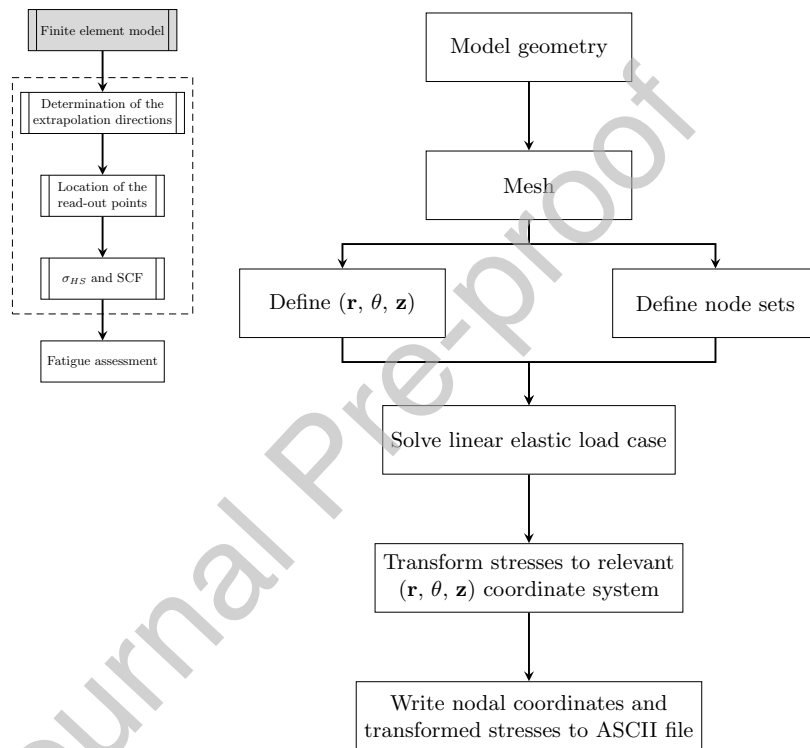 Finite element model
Determination of the
extrapolation directions
Location of the
read-out points
σ_HS and SCF
Fatigue assessment
Model geometry
Mesh
Define (r, θ, z)
Define node sets
Solve linear elastic load case
Transform stresses to relevant
(r, θ, z) coordinate system
Write nodal coordinates and
transformed stresses to ASCII file
ournal Pre-proof